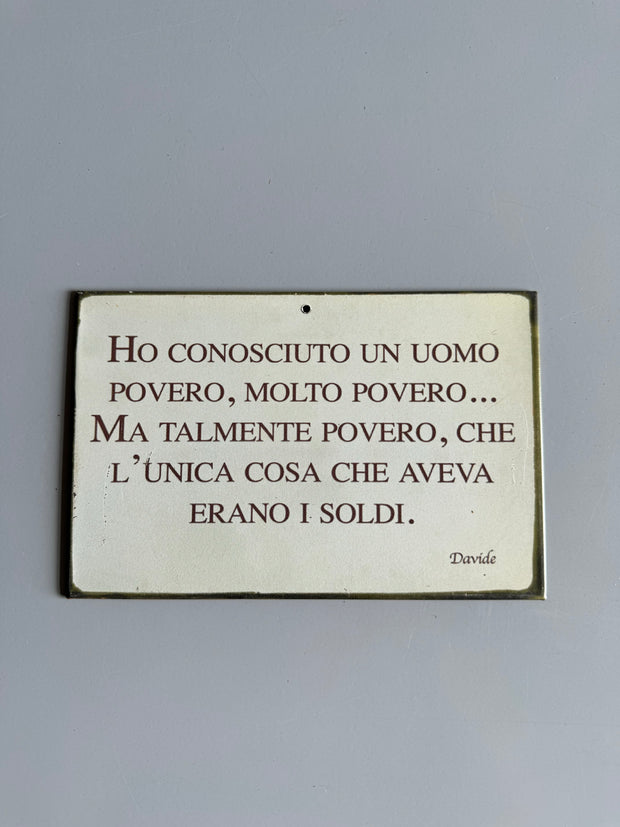 Ho conosciuto un uomo
povero, molto povero...
Ma talmente povero, che
l'unica cosa che aveva
erano i soldi.
Davide